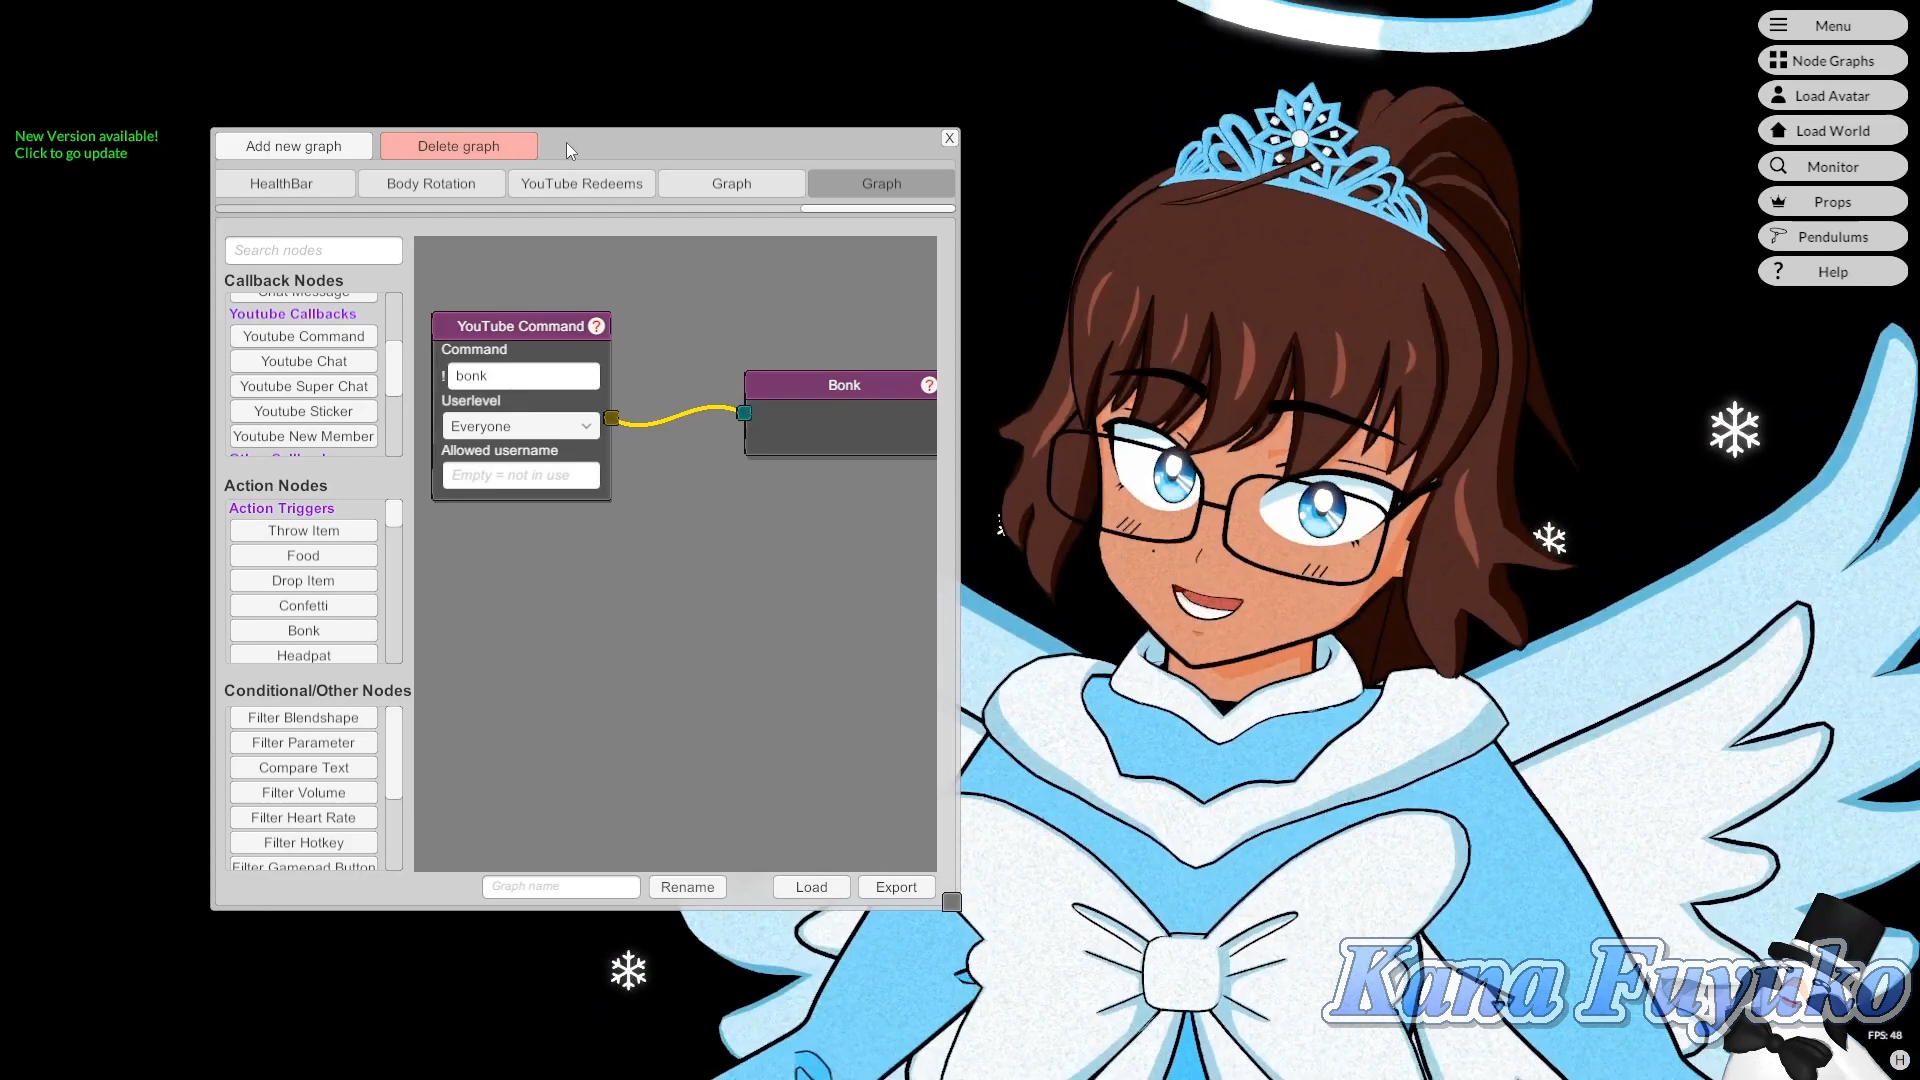 Menu
Node Graphs
Load Avatar
Load World
Monitor
Props
Pendulums
? Help
New Version available!
Click to go update
Add new graph
Delete graph
X
HealthBar
Body Rotation
YouTube Redeems
Graph
Graph
Search nodes
Callback Nodes
Chat Message
Youtube Callbacks
Youtube Command
Youtube Chat
Youtube Super Chat
Youtube Sticker
Youtube New Member
Action Nodes
Action Triggers
Throw Item
Food
Drop Item
Confetti
Bonk
Headpat
Conditional/Other Nodes
Filter Blendshape
Filter Parameter
Compare Text
Filter Volume
Filter Heart Rate
Filter Hotkey
Filter Gamepad Button
YouTube Command ?
Command
! bonk
Userlevel
Everyone
Allowed username
Empty = not in use
Bonk ?
Graph name
Rename
Load
Export
Kana Fuyuko
FPS: 48
H